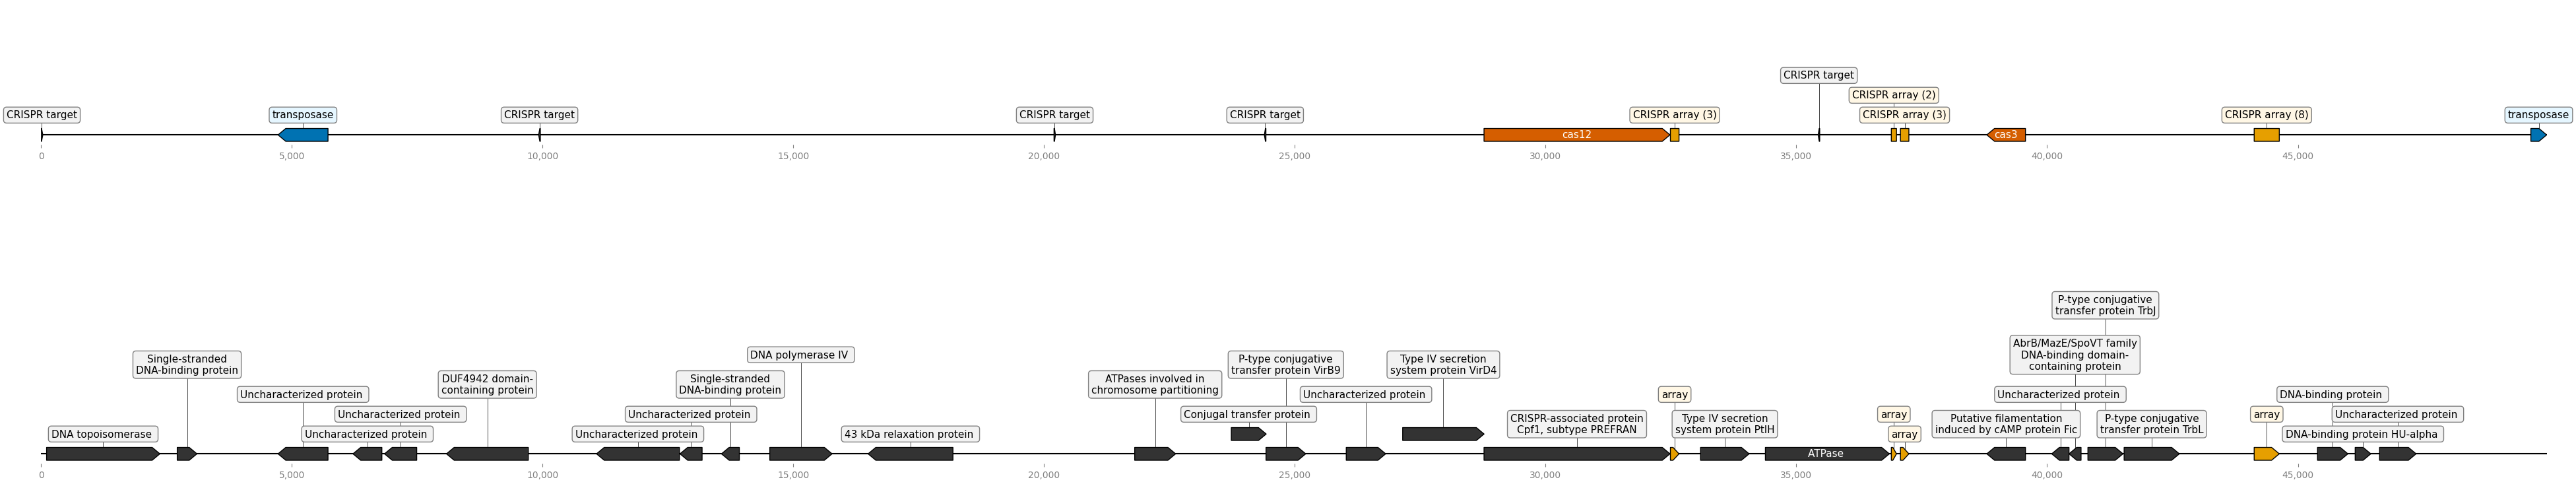 CRISPR target
CRISPR array (2)
CRISPR target
transposase
CRISPR target
CRISPR target
CRISPR target
CRISPR array (3)
CRISPR array (3)
CRISPR array (8)
transposase
cas12
cas3
0
5,000
10,000
15,000
20,000
25,000
30,000
35,000
40,000
45,000
P-type conjugative
transfer protein TrbJ
AbrB/MazE/SpoVT family
DNA-binding domain-
containing protein
DNA polymerase IV
Single-stranded
DNA-binding protein
P-type conjugative
transfer protein VirB9
Type IV secretion
system protein VirD4
DUF4942 domain-
containing protein
Single-stranded
DNA-binding protein
ATPases involved in
chromosome partitioning
Uncharacterized protein
Uncharacterized protein
array
Uncharacterized protein
DNA-binding protein
Uncharacterized protein
Uncharacterized protein
Conjugal transfer protein
array
array
Uncharacterized protein
CRISPR-associated protein
Cpf1, subtype PREFRAN
Type IV secretion
system protein PtlH
Putative filamentation
induced by cAMP protein Fic
P-type conjugative
transfer protein TrbL
DNA topoisomerase
Uncharacterized protein
Uncharacterized protein
43 kDa relaxation protein
array
DNA-binding protein HU-alpha
ATPase
0
5,000
10,000
15,000
20,000
25,000
30,000
35,000
40,000
45,000